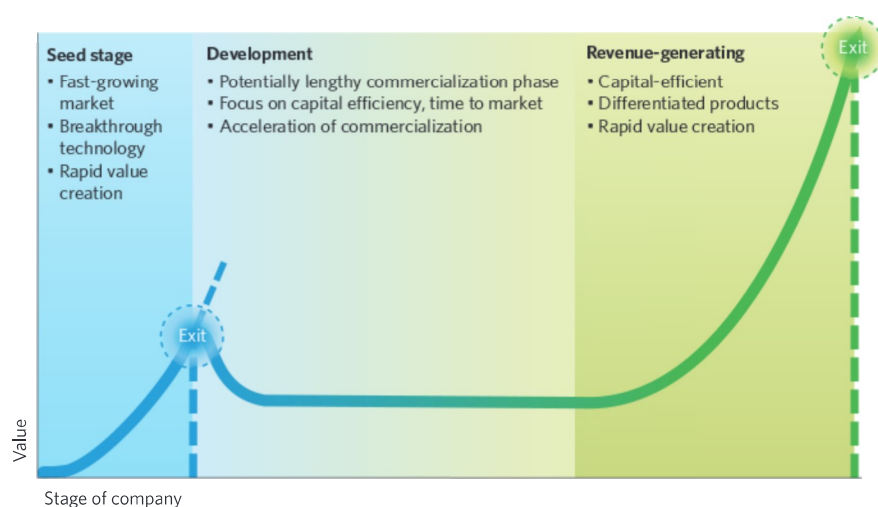 Seed stage
▪ Fast-growing
market
▪ Breakthrough
technology
▪ Rapid value
creation
Development
▪ Potentially lengthy commercialization phase
▪ Focus on capital efficiency, time to market
▪ Acceleration of commercialization
Revenue-generating
▪ Capital-efficient
▪ Differentiated products
▪ Rapid value creation
Exit
Exit
Value
Stage of company